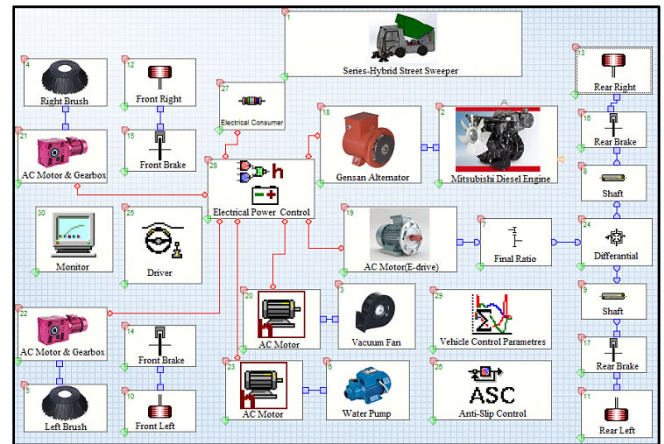 1
Series-Hybrid Street Sweeper
4
Right Brush
12
Front Right
27
Electrical Consumer
18
Gensan Alternator
2
Mitsubishi Diesel Engine
13
Rear Right
21
AC Motor & Gearbox
15
Front Brake
28
h
Electrical Power Control
16
Rear Brake
8
Shaft
30
Monitor
25
Driver
19
AC Motor(E-drive)
7
Final Ratio
24
Differantial
22
AC Motor & Gearbox
14
Front Brake
20
AC Motor
3
Vacuum Fan
29
Σ
Vehicle Control Parametres
9
Shaft
17
Rear Brake
5
Left Brush
10
Front Left
23
AC Motor
6
Water Pump
26
ASC
Anti-Slip Control
11
Rear Left